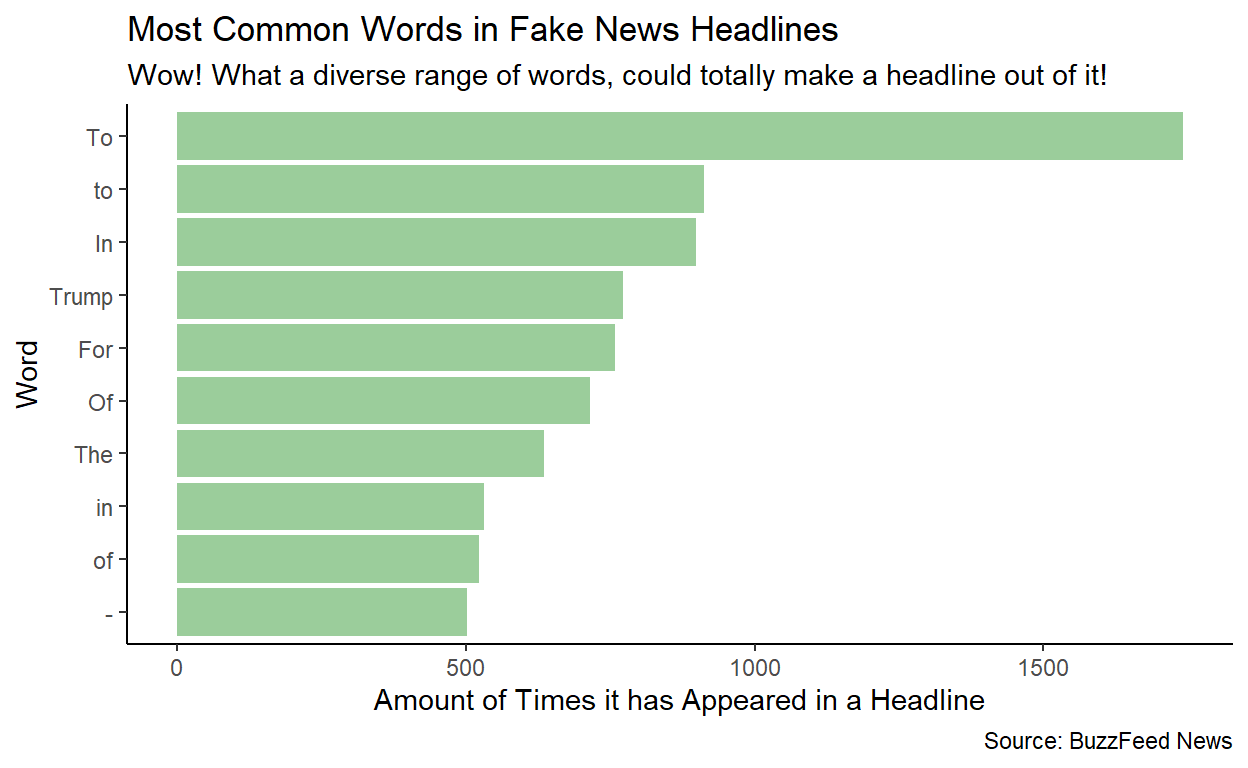 Most Common Words in Fake News Headlines
Wow! What a diverse range of words, could totally make a headline out of it!
Word
To
to
In
Trump
For
Of
The
in
of
-
0 500 1000 1500
Amount of Times it has Appeared in a Headline
Source: BuzzFeed News